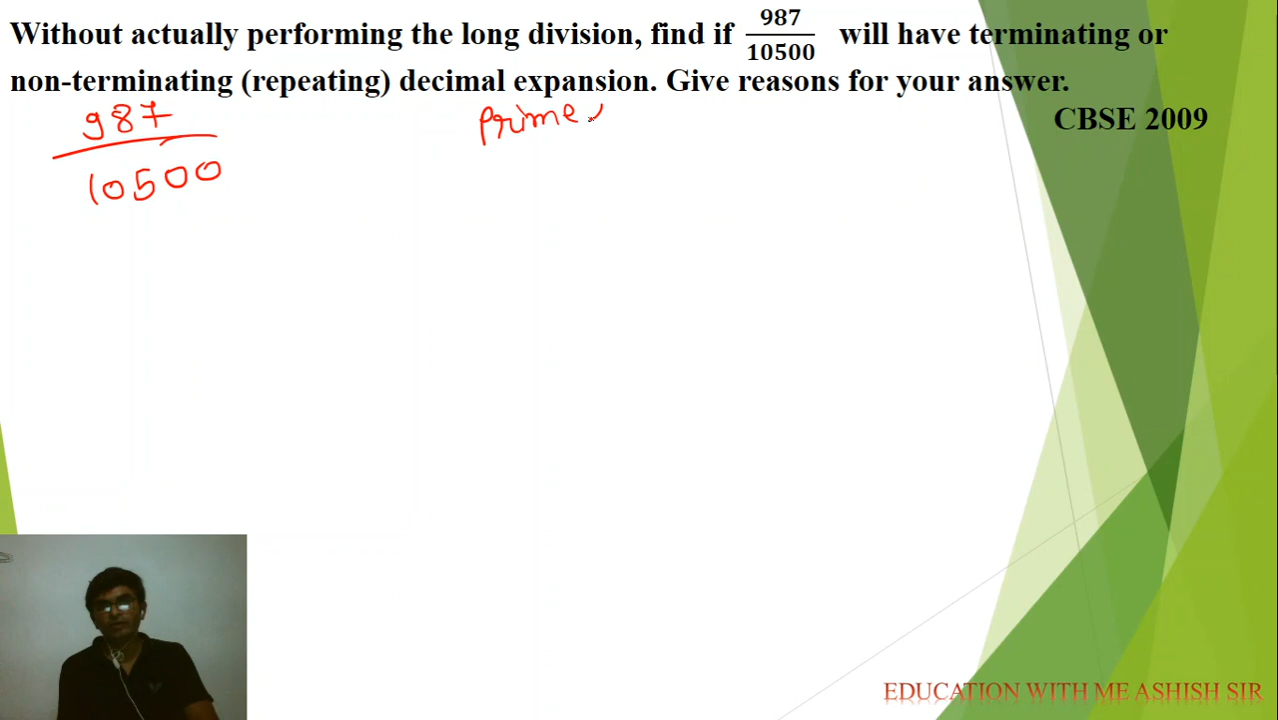 Without actually performing the long division, find if 987/10500 will have terminating or
non-terminating (repeating) decimal expansion. Give reasons for your answer.
CBSE 2009
987
10500
Prime
EDUCATION WITH ME ASHISH SIR